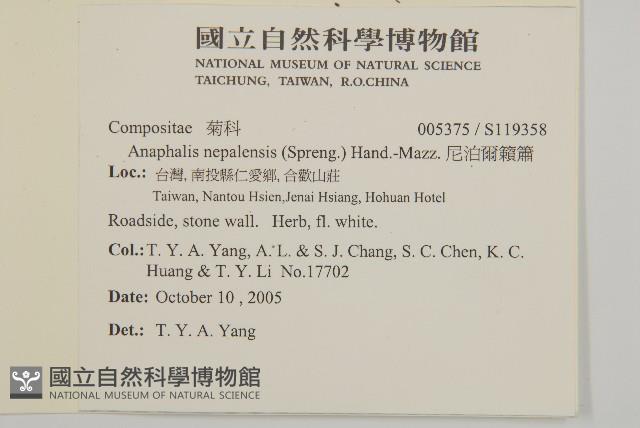 國立自然科學博物館
NATIONAL MUSEUM OF NATURAL SCIENCE
TAICHUNG, TAIWAN, R.O.CHINA
Compositae 菊科 005375 / S119358
Anaphalis nepalensis (Spreng.) Hand.-Mazz. 尼泊爾籟簫
Loc.: 台灣, 南投縣仁愛鄉, 合歡山莊
Taiwan, Nantou Hsien,Jenai Hsiang, Hohuan Hotel
Roadside, stone wall. Herb, fl. white.
Col.: T. Y. A. Yang, A. L. & S. J. Chang, S. C. Chen, K. C.
Huang & T. Y. Li No.17702
Date: October 10 , 2005
Det.: T. Y. A. Yang
國立自然科學博物館
NATIONAL MUSEUM OF NATURAL SCIENCE